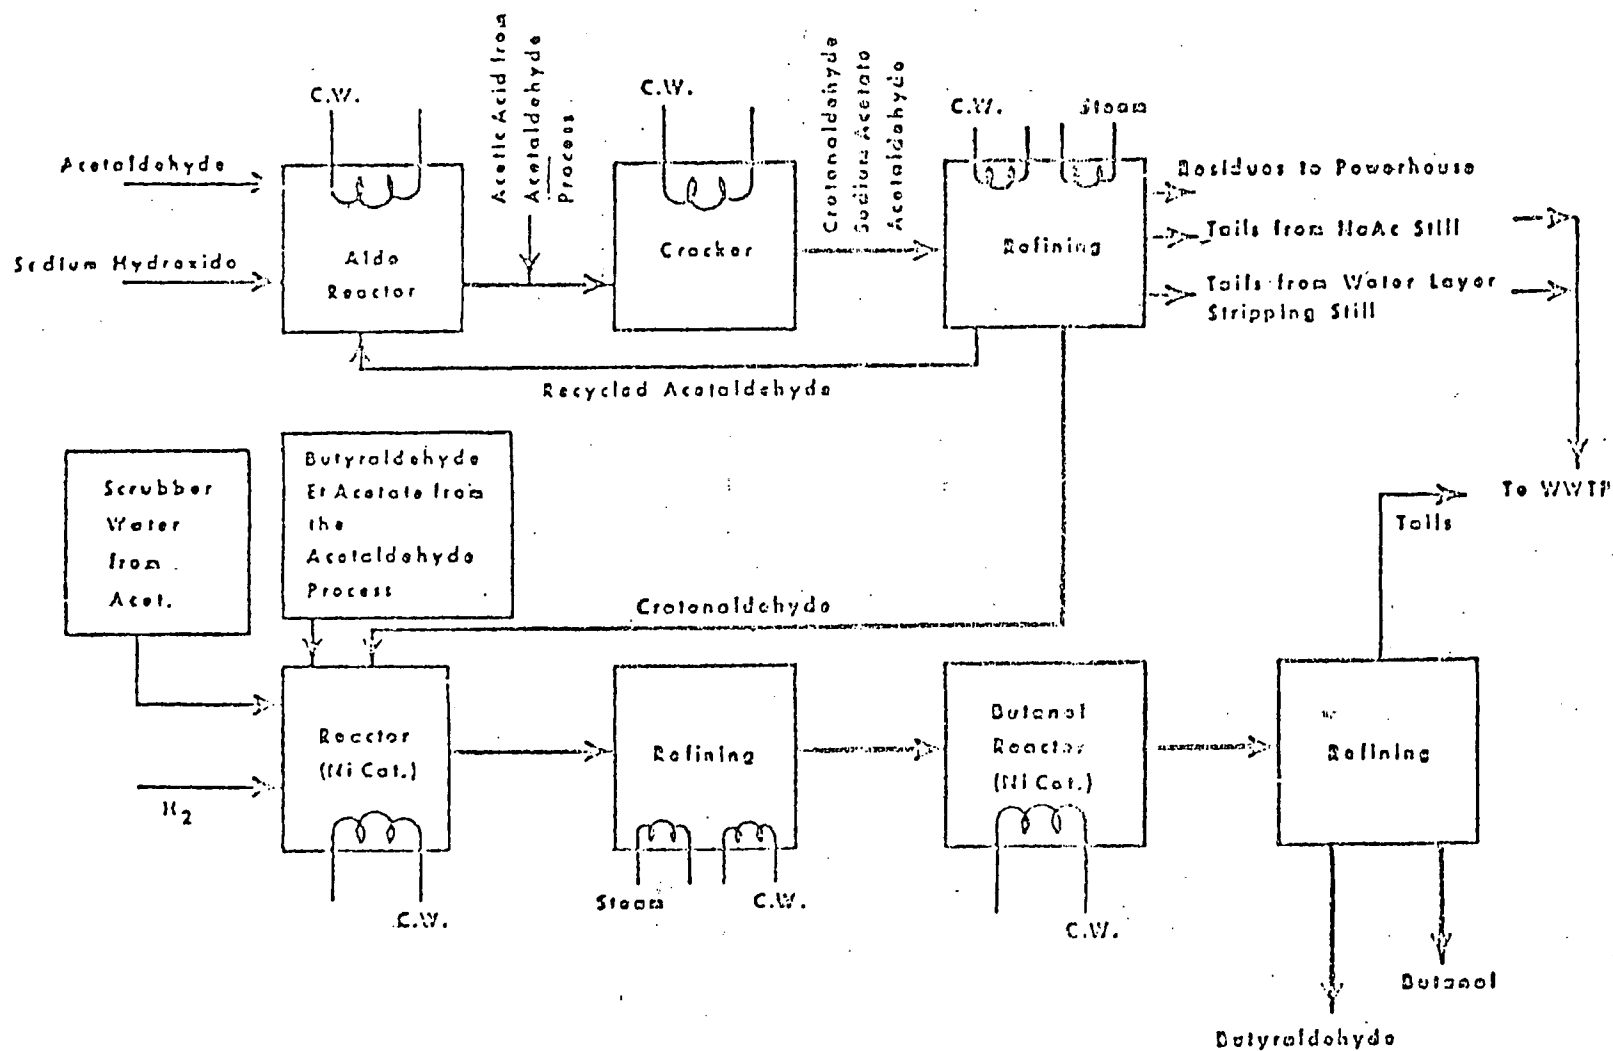 C.W.
Acetic Acid from
Acetaldehyde
Process
C.W.
Crotonaldehyde
Sodium Acetate
Acetaldehyde
C.W.
Steam
Acetaldehyde
Sodium Hydroxide
Aldo
Reactor
Cracker
Refining
Residues to Powerhouse
Tails from NaAc Still
Tails from Water Layer
Stripping Still
Recycled Acetaldehyde
Scrubber
Water
from
Acet.
Butyraldehyde
Et Acetate from
the
Acetaldehyde
Process
Crotonaldehyde
Tails
To WWTP
Reactor
(Ni Cat.)
H2
C.W.
Refining
Steam
C.W.
Butanol
Reactor
(Ni Cat.)
C.W.
Refining
Butanol
Butyraldehyde